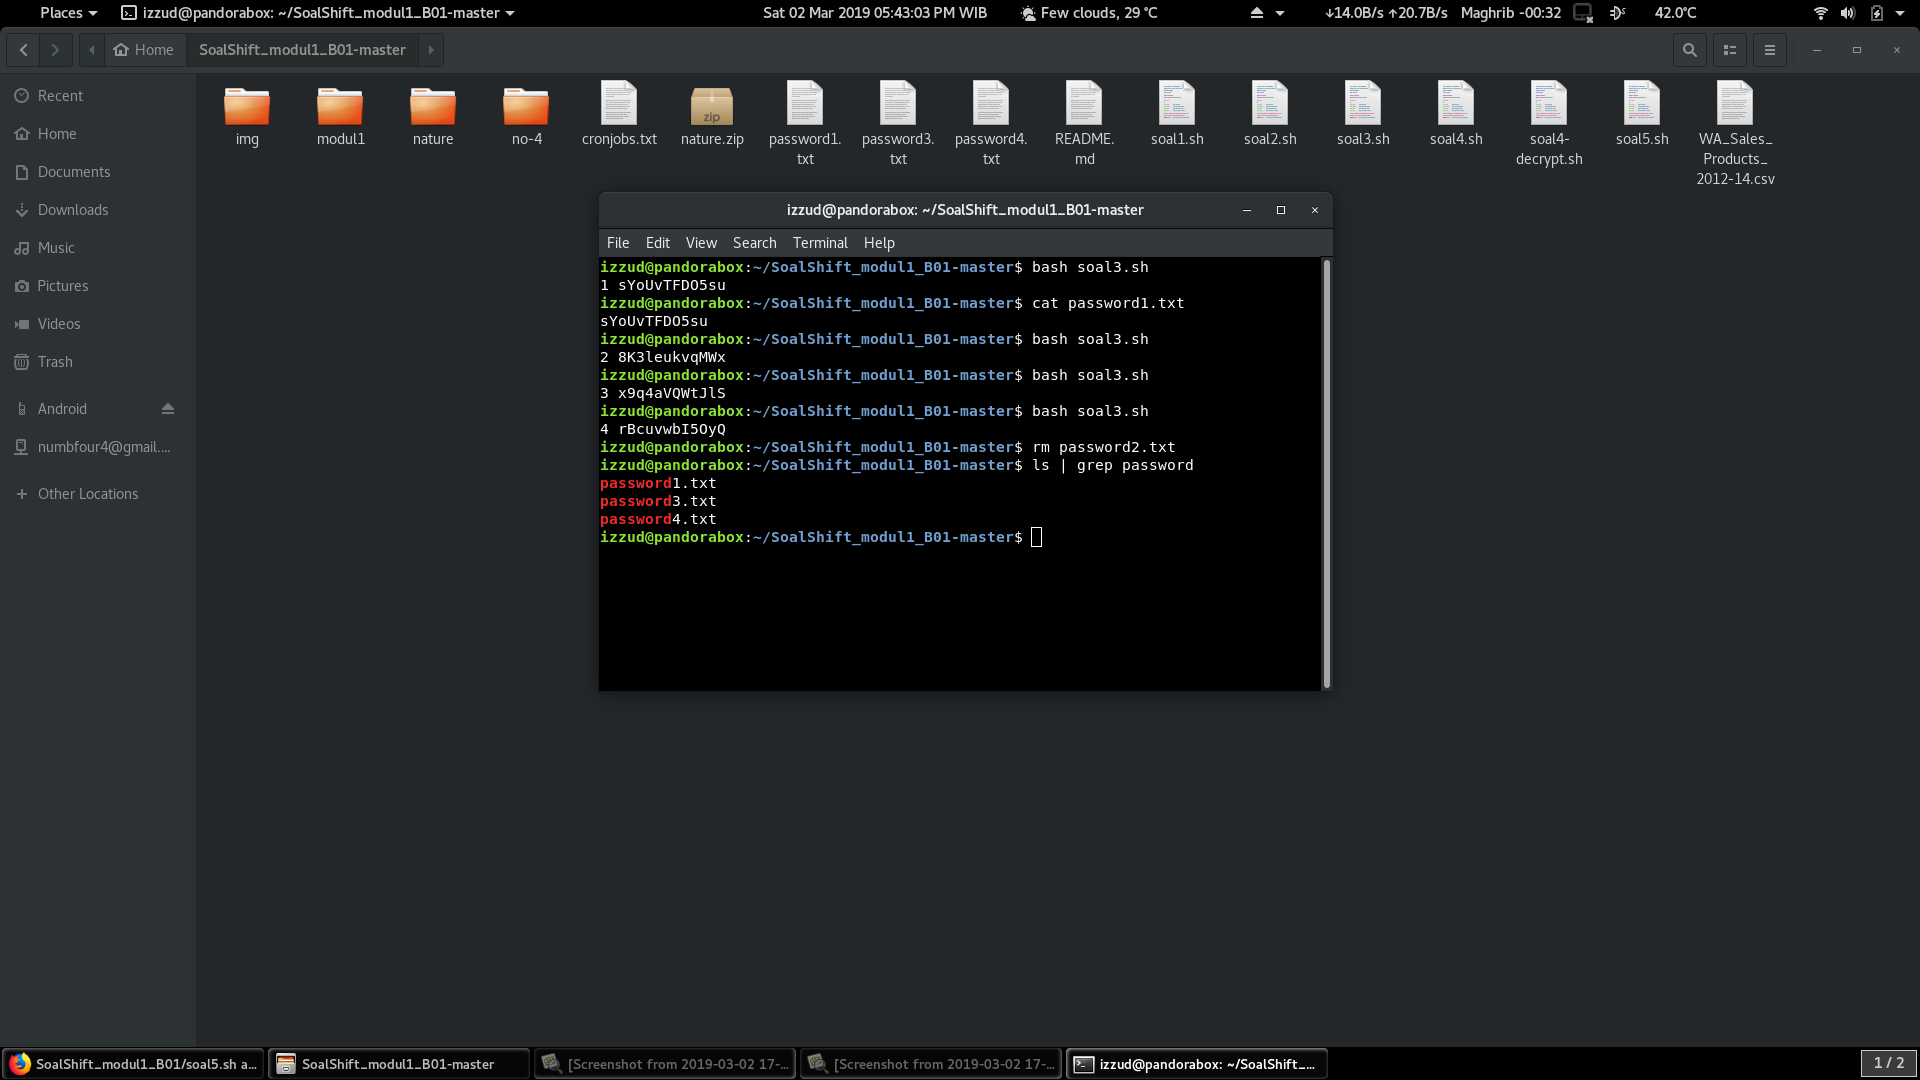 Places izzud@pandorabox: ~/SoalShift_modul1_B01-master Sat 02 Mar 2019 05:43:03 PM WIB Few clouds, 29 °C ↓14.0B/s ↑20.7B/s Maghrib -00:32 42.0°C
Home SoalShift_modul1_B01-master
Recent
Home
Documents
Downloads
Music
Pictures
Videos
Trash
Android
numbfour4@gmail....
Other Locations
img
modul1
nature
no-4
cronjobs.txt
zip
nature.zip
password1.
txt
password3.
txt
password4.
txt
README.
md
soal1.sh
soal2.sh
soal3.sh
soal4.sh
soal4-
decrypt.sh
soal5.sh
WA_Sales_
Products_
2012-14.csv
izzud@pandorabox: ~/SoalShift_modul1_B01-master
File Edit View Search Terminal Help
izzud@pandorabox:~/SoalShift_modul1_B01-master$ bash soal3.sh
1 sYoUvTFDO5su
izzud@pandorabox:~/SoalShift_modul1_B01-master$ cat password1.txt
sYoUvTFDO5su
izzud@pandorabox:~/SoalShift_modul1_B01-master$ bash soal3.sh
2 8K3leukvqMWx
izzud@pandorabox:~/SoalShift_modul1_B01-master$ bash soal3.sh
3 x9q4aVQWtJlS
izzud@pandorabox:~/SoalShift_modul1_B01-master$ bash soal3.sh
4 rBcuvwbI5OyQ
izzud@pandorabox:~/SoalShift_modul1_B01-master$ rm password2.txt
izzud@pandorabox:~/SoalShift_modul1_B01-master$ ls | grep password
password1.txt
password3.txt
password4.txt
izzud@pandorabox:~/SoalShift_modul1_B01-master$
SoalShift_modul1_B01/soal5.sh a... SoalShift_modul1_B01-master [Screenshot from 2019-03-02 17-... [Screenshot from 2019-03-02 17-... izzud@pandorabox: ~/SoalShift_... 1 / 2